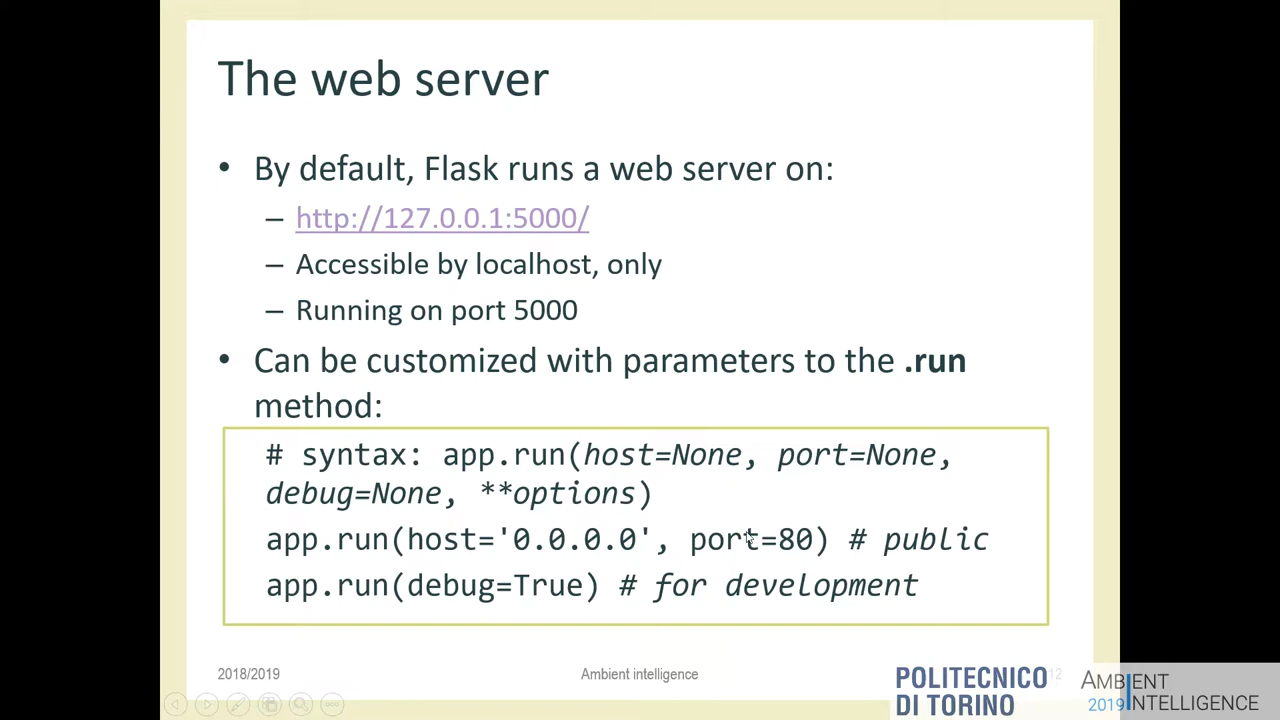 The web server
• By default, Flask runs a web server on:
– http://127.0.0.1:5000/
– Accessible by localhost, only
– Running on port 5000
• Can be customized with parameters to the .run
method:
# syntax: app.run(host=None, port=None,
debug=None, **options)
app.run(host='0.0.0.0', port=80) # public
app.run(debug=True) # for development
2018/2019
Ambient intelligence
POLITECNICO
DI TORINO
12
AMBIENT
2019 INTELLIGENCE